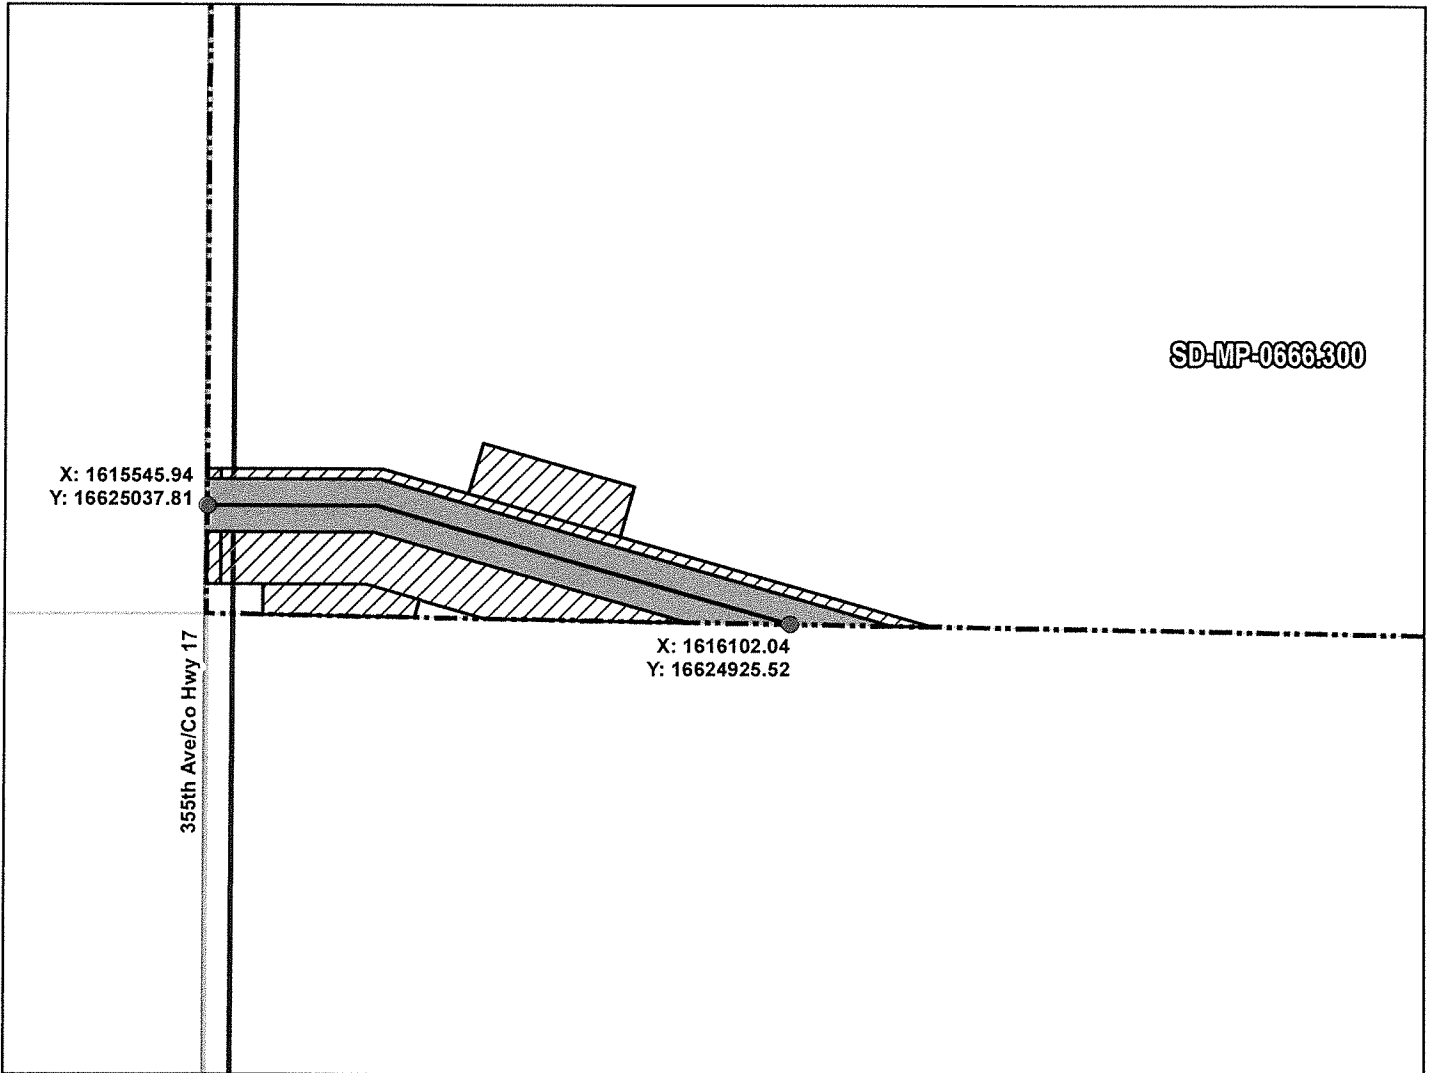 SD-MP-0666.300
X: 1615545.94
Y: 16625037.81
X: 1616102.04
Y: 16624925.52
355th Ave/Co Hwy 17